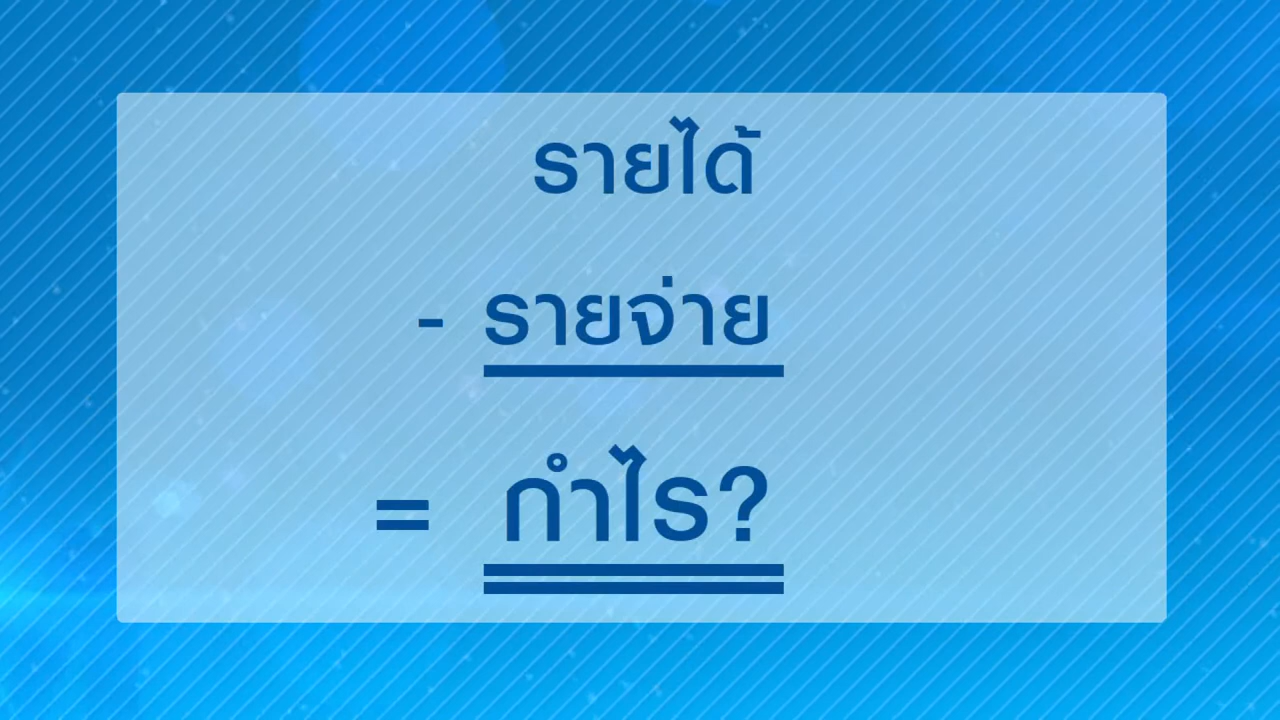 รายได้
- รายจ่าย
= กำไร?